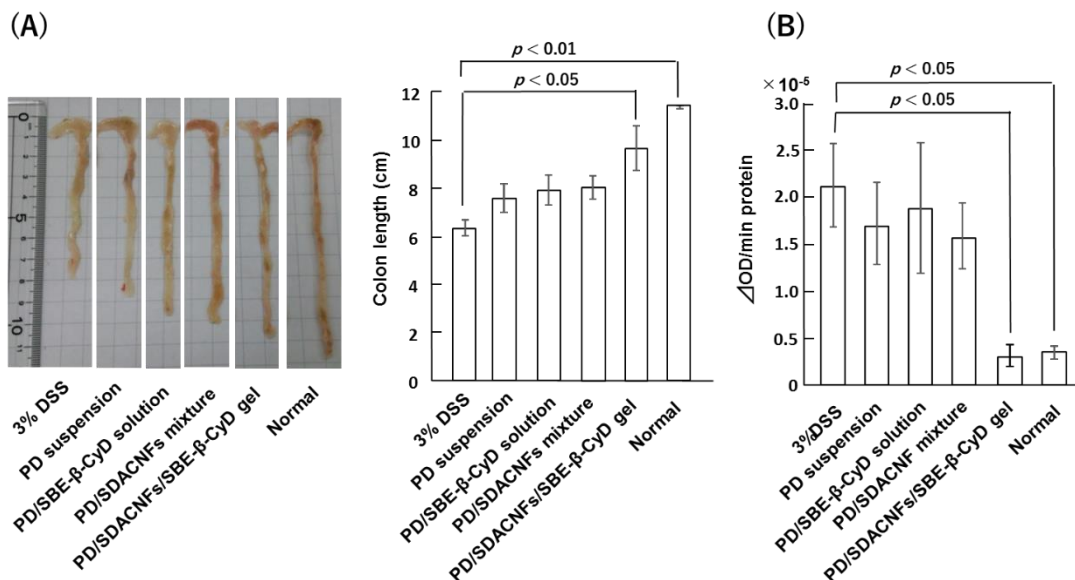 (A)
0
5
10
3% DSS
PD suspension
PD/SBE-β-CyD solution
PD/SDACNFs mixture
PD/SDACNFs/SBE-β-CyD gel
Normal
p < 0.01
p < 0.05
Colon length (cm)
12
10
8
6
4
2
0
3% DSS
PD suspension
PD/SBE-β-CyD solution
PD/SDACNFs mixture
PD/SDACNFs/SBE-β-CyD gel
Normal
(B)
× 10-5
p < 0.05
p < 0.05
⊿OD/min protein
3.0
2.5
2.0
1.5
1.0
0.5
0
3%DSS
PD suspension
PD/SBE-β-CyD solution
PD/SDACNF mixture
PD/SDACNFs/SBE-β-CyD gel
Normal